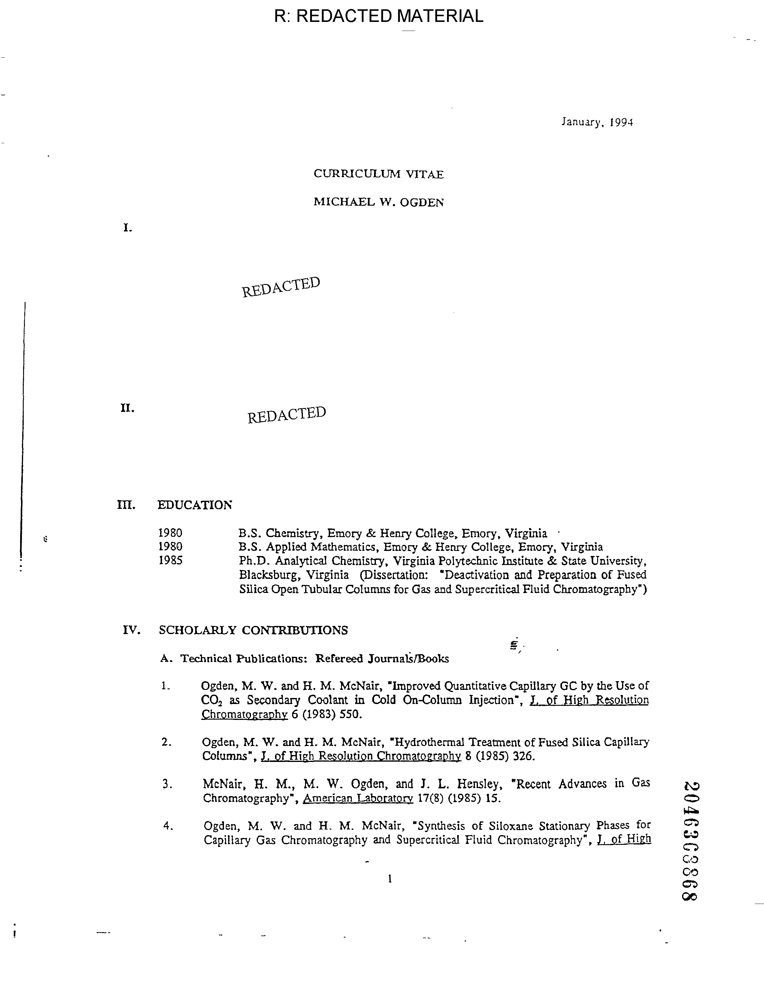 R: REDACTED MATERIAL
January, 1994
CURRICULUM VITAE
MICHAEL W. OGDEN
I.
REDACTED
II.
REDACTED
III. EDUCATION
1980 B.S. Chemistry, Emory & Henry College, Emory, Virginia
1980 B.S. Applied Mathematics, Emory & Henry College, Emory, Virginia
1985 Ph.D. Analytical Chemistry, Virginia Polytechnic Institute & State University,
Blacksburg, Virginia (Dissertation: "Deactivation and Preparation of Fused
Silica Open Tubular Columns for Gas and Supercritical Fluid Chromatography")
IV. SCHOLARLY CONTRIBUTIONS
A. Technical Publications: Refereed Journals/Books
1. Ogden, M. W. and H. M. McNair, "Improved Quantitative Capillary GC by the Use of
CO2 as Secondary Coolant in Cold On-Column Injection", J. of High Resolution
Chromatography 6 (1983) 550.
2. Ogden, M. W. and H. M. McNair, "Hydrothermal Treatment of Fused Silica Capillary
Columns", J. of High Resolution Chromatography 8 (1985) 326.
3. McNair, H. M., M. W. Ogden, and J. L. Hensley, "Recent Advances in Gas
Chromatography", American Laboratory 17(8) (1985) 15.
4. Ogden, M. W. and H. M. McNair, "Synthesis of Siloxane Stationary Phases for
Capillary Gas Chromatography and Supercritical Fluid Chromatography", J. of High
1
2046363868